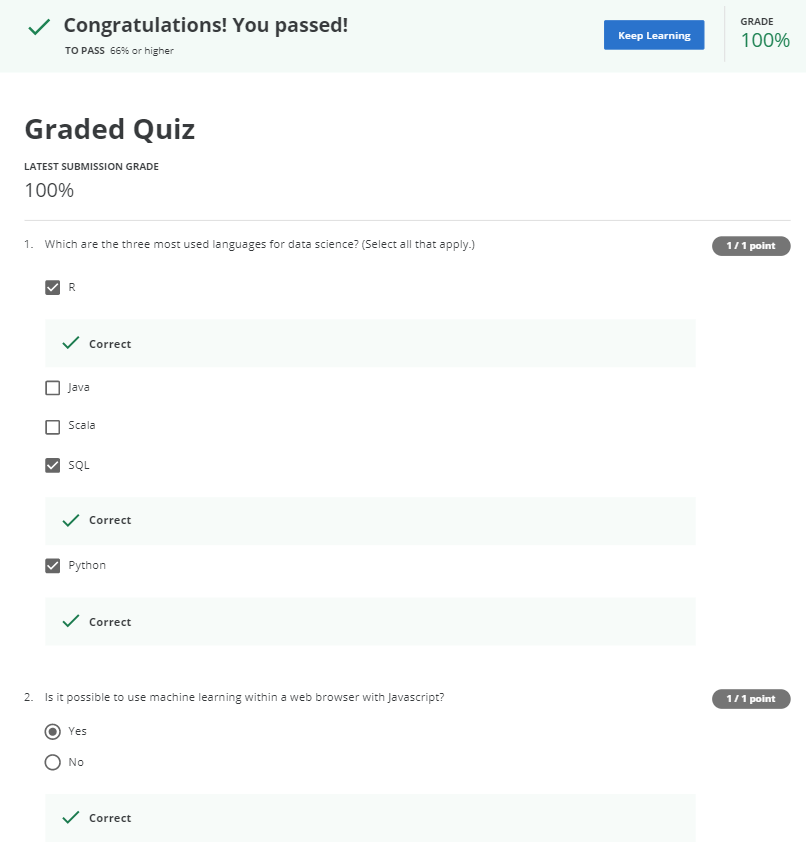 Congratulations! You passed!
TO PASS 66% or higher
Keep Learning
GRADE
100%
Graded Quiz
LATEST SUBMISSION GRADE
100%
1. Which are the three most used languages for data science? (Select all that apply.)
1 / 1 point
R
Correct
Java
Scala
SQL
Correct
Python
Correct
2. Is it possible to use machine learning within a web browser with Javascript?
1 / 1 point
Yes
No
Correct